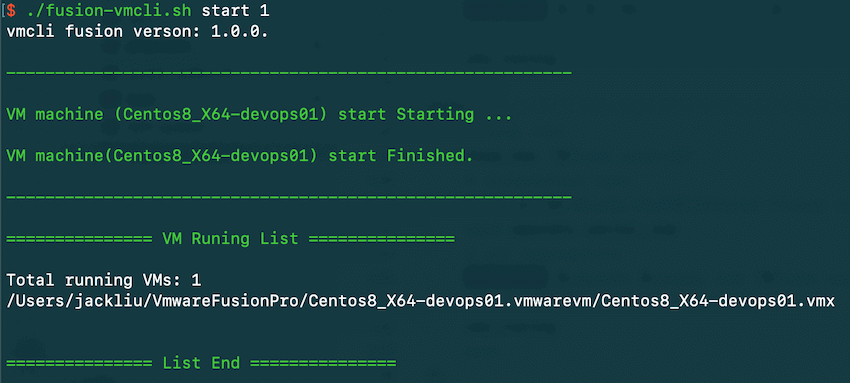 [$ ./fusion-vmcli.sh start 1
vmcli fusion verson: 1.0.0.
----------------------------------------------------------
VM machine (Centos8_X64-devops01) start Starting ...
VM machine(Centos8_X64-devops01) start Finished.
----------------------------------------------------------
=============== VM Runing List ===============
Total running VMs: 1
/Users/jackliu/VmwareFusionPro/Centos8_X64-devops01.vmwarevm/Centos8_X64-devops01.vmx
=============== List End ===============